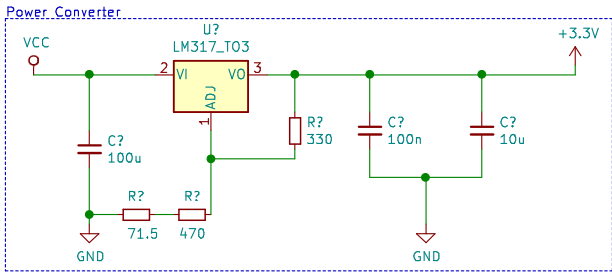 Power Converter
VCC
U?
LM317_TO3
+3.3V
2
VI
VO
3
ADJ
1
C?
100u
R?
330
C?
100n
C?
10u
R?
71.5
R?
470
GND
GND